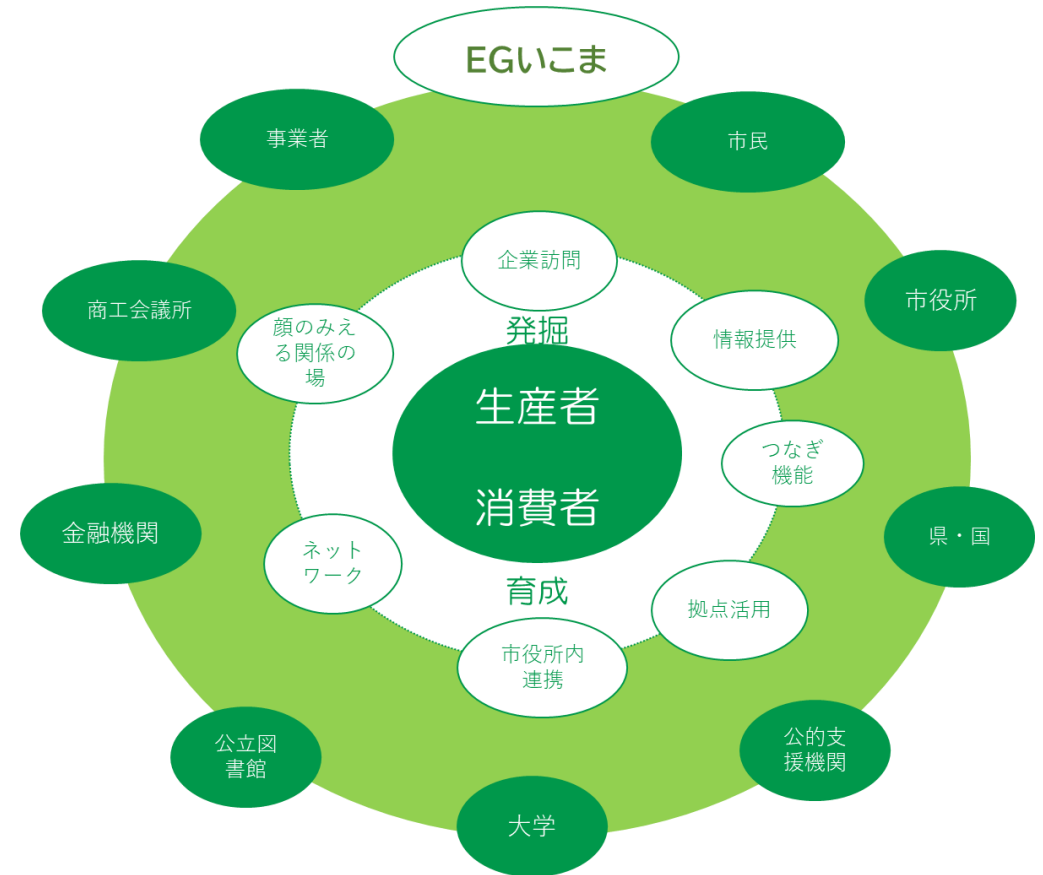 EGいこま
事業者
市民
商工会議所
市役所
企業訪問
顔のみえ
る関係の
場
情報提供
発掘
生産者
消費者
育成
つなぎ
機能
金融機関
県・国
ネット
ワーク
拠点活用
市役所内
連携
公立図
書館
公的支
援機関
大学